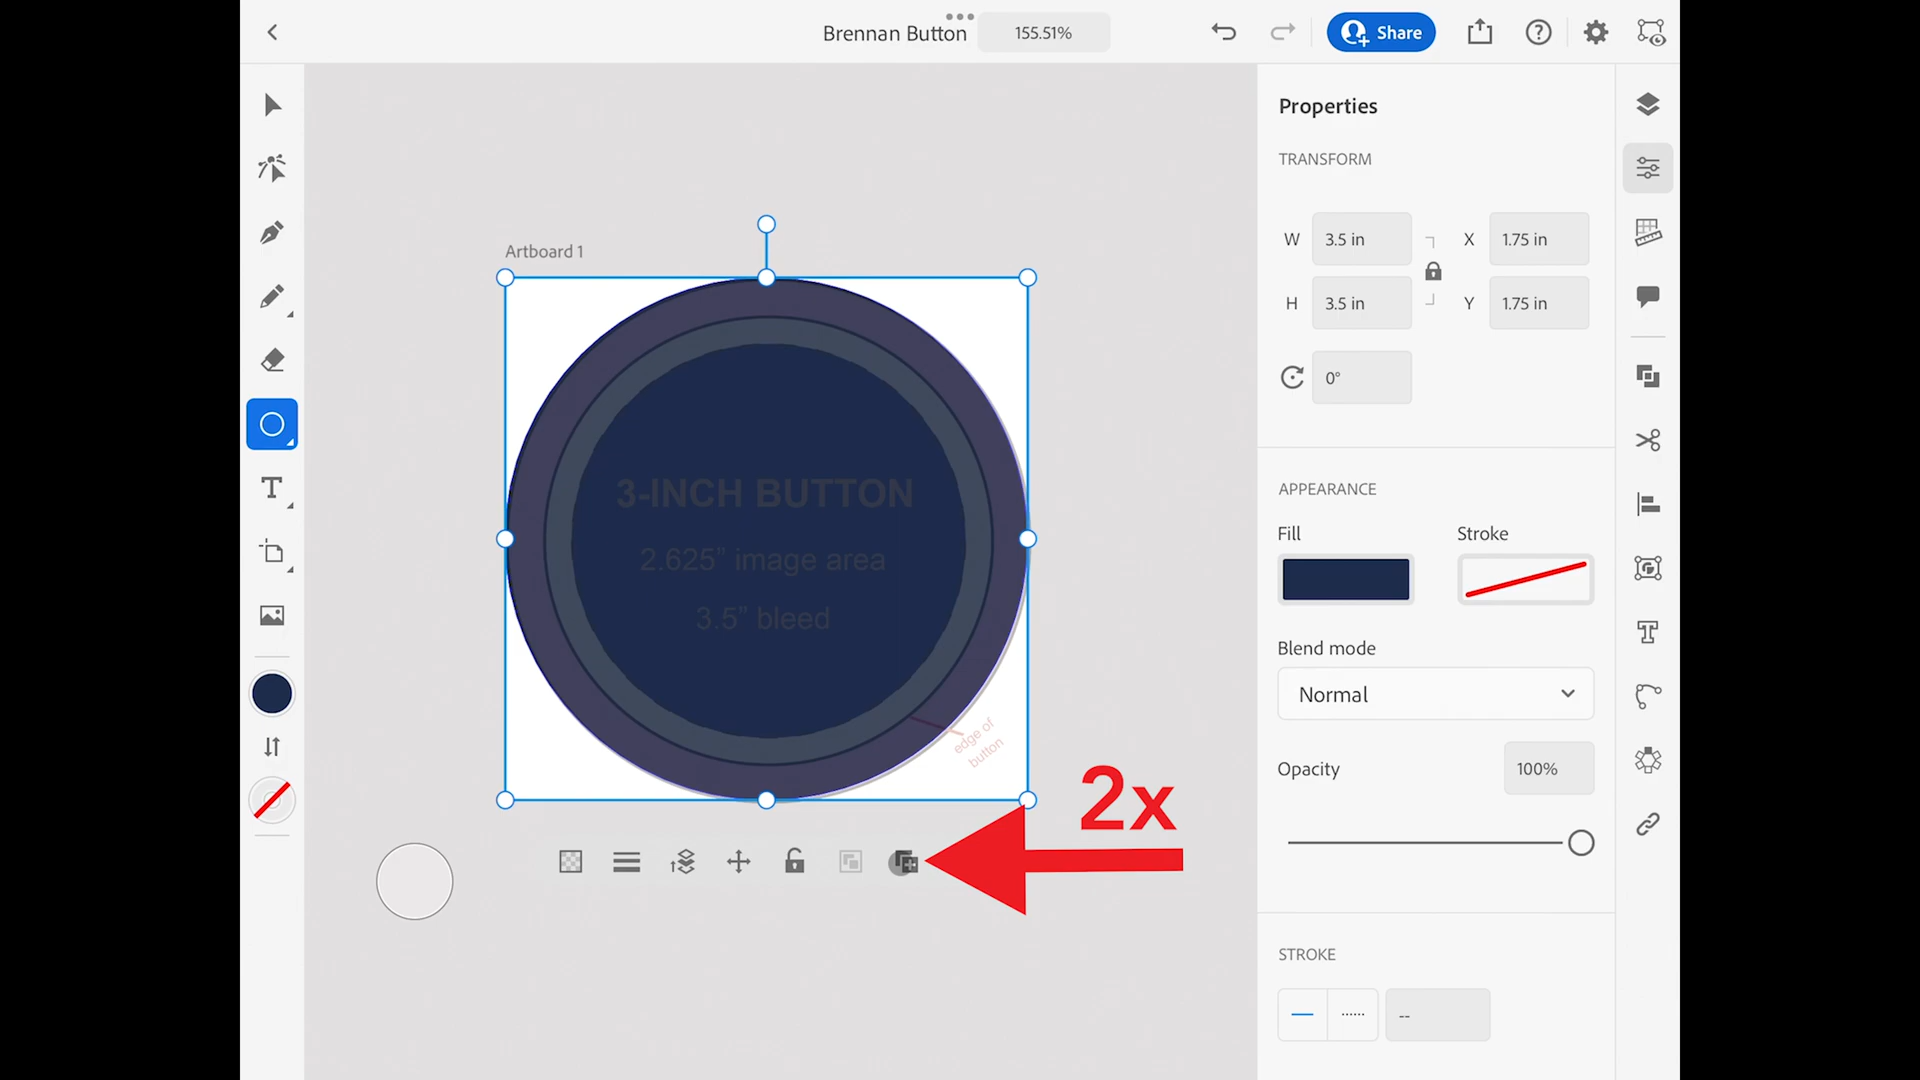 Brennan Button
155.51%
Share
Properties
TRANSFORM
W 3.5 in X 1.75 in
H 3.5 in Y 1.75 in
0°
Artboard 1
3-INCH BUTTON
2.625” image area
3.5” bleed
edge of
button
APPEARANCE
Fill Stroke
Blend mode
Normal
Opacity 100%
2x
STROKE
--